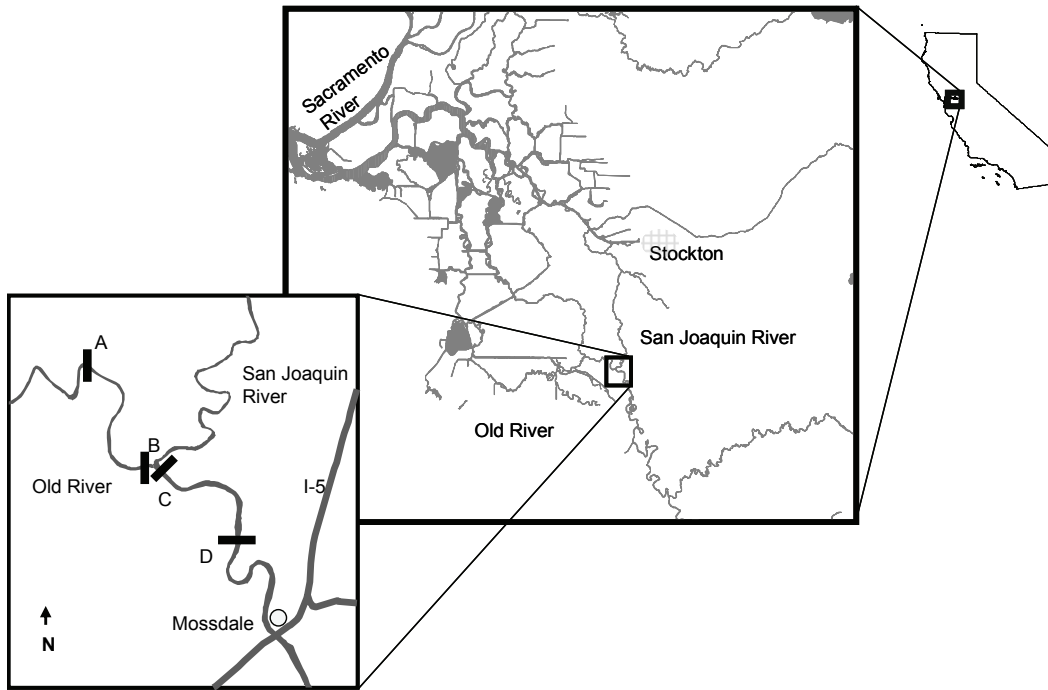 Sacramento
River
Stockton
San Joaquin River
Old River
A
San Joaquin
River
B
Old River
C
I-5
D
Mossdale
N